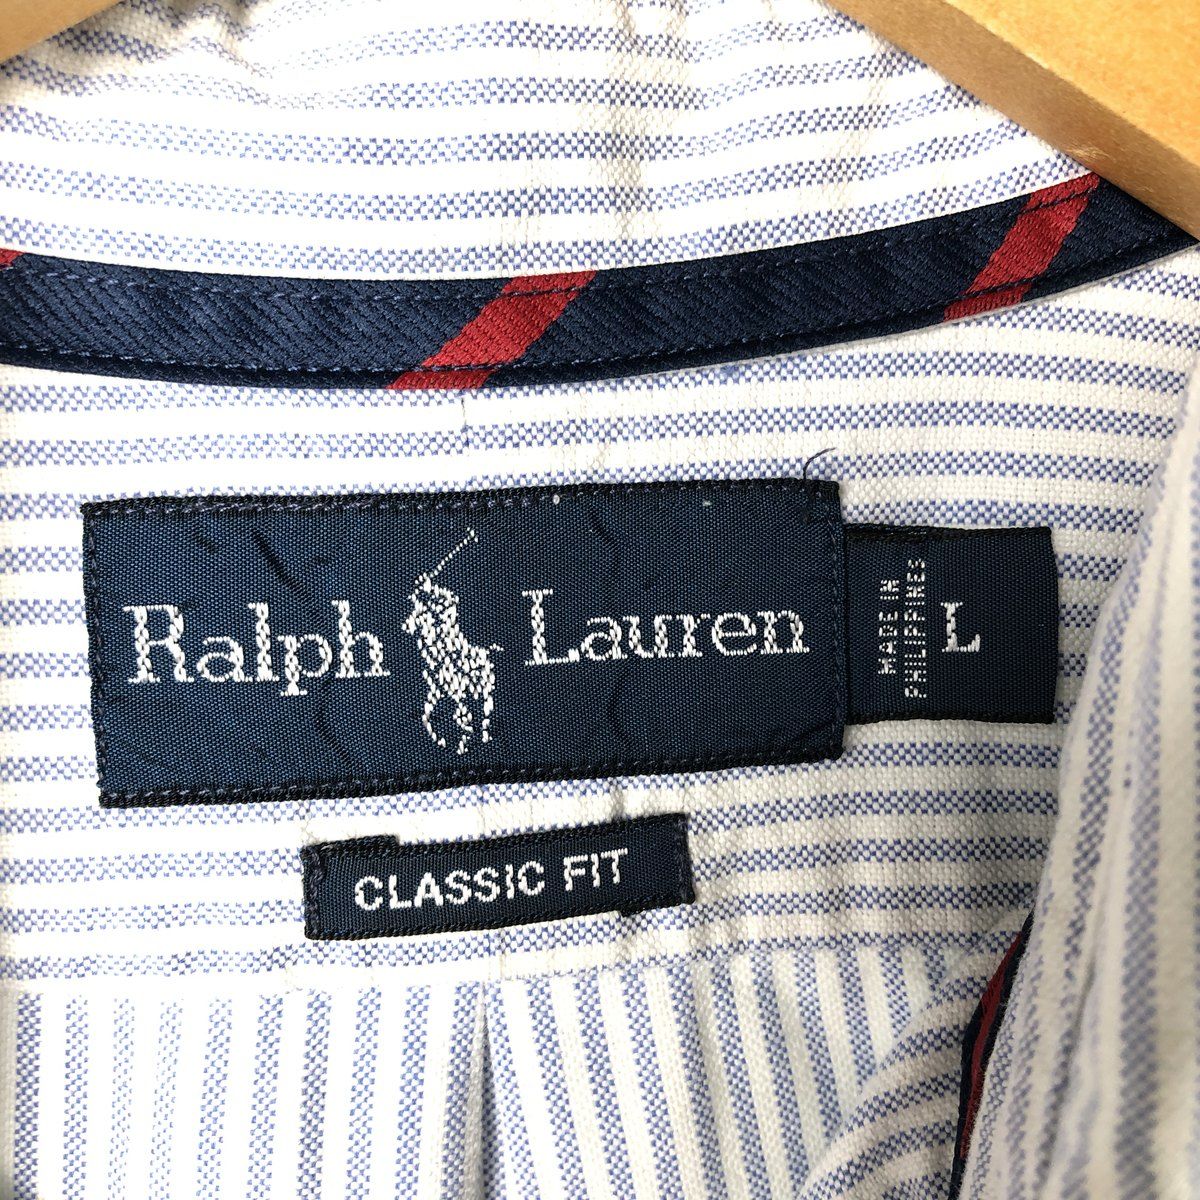 Ralph Lauren
MADE IN
PHILIPPINES
L
CLASSIC FIT